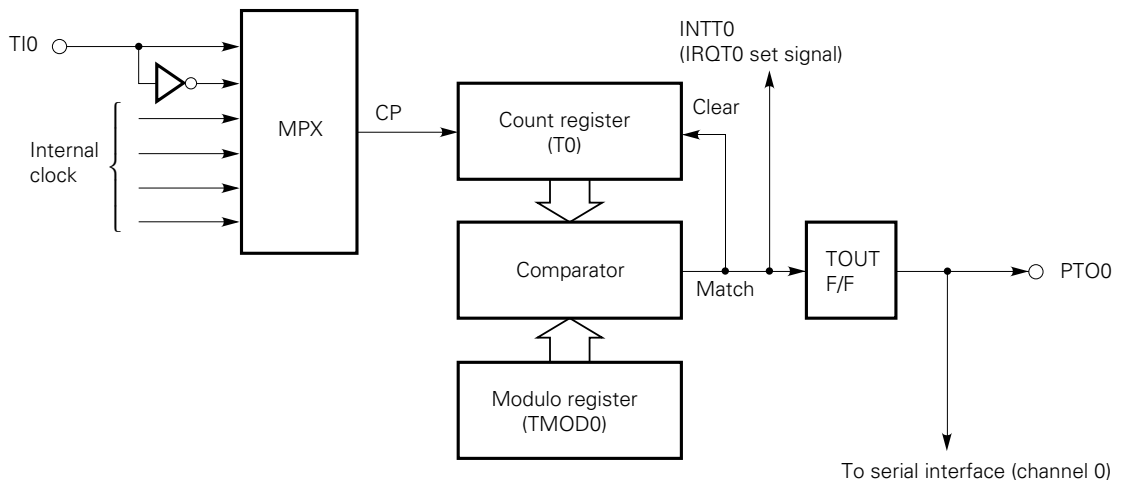 TI0
Internal
clock
MPX
CP
Count register
(T0)
Clear
INTT0
(IRQT0 set signal)
Comparator
Match
TOUT
F/F
PTO0
Modulo register
(TMOD0)
To serial interface (channel 0)